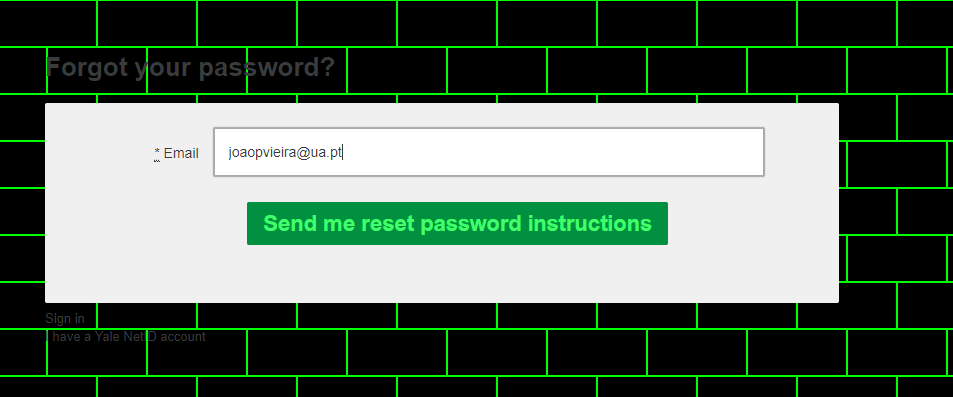 Forgot your password?
* Email
joaopvieira@ua.pt
Send me reset password instructions
Sign in
I have a Yale NetID account